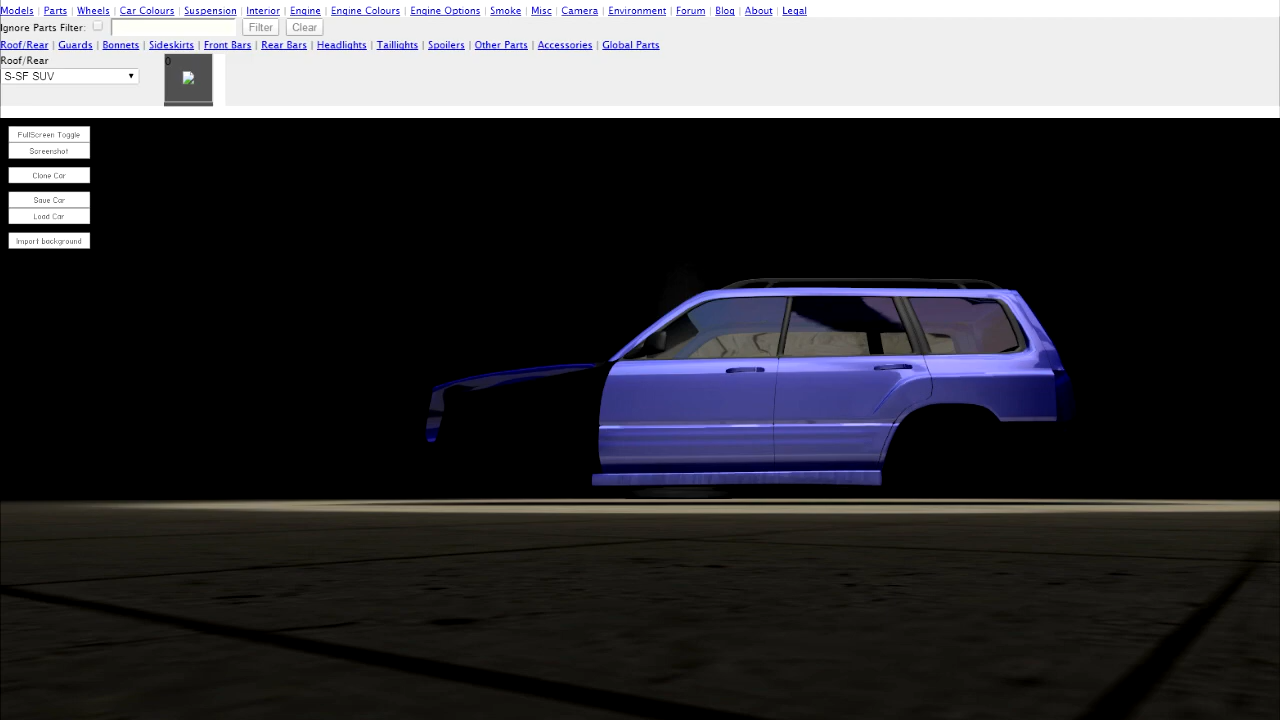 Models | Parts | Wheels | Car Colours | Suspension | Interior | Engine | Engine Colours | Engine Options | Smoke | Misc | Camera | Environment | Forum | Blog | About | Legal
Ignore Parts Filter: Filter Clear
Roof/Rear | Guards | Bonnets | Sideskirts | Front Bars | Rear Bars | Headlights | Taillights | Spoilers | Other Parts | Accessories | Global Parts
Roof/Rear 0
S-SF SUV
FullScreen Toggle
Screenshot
Clone Car
Save Car
Load Car
Import background